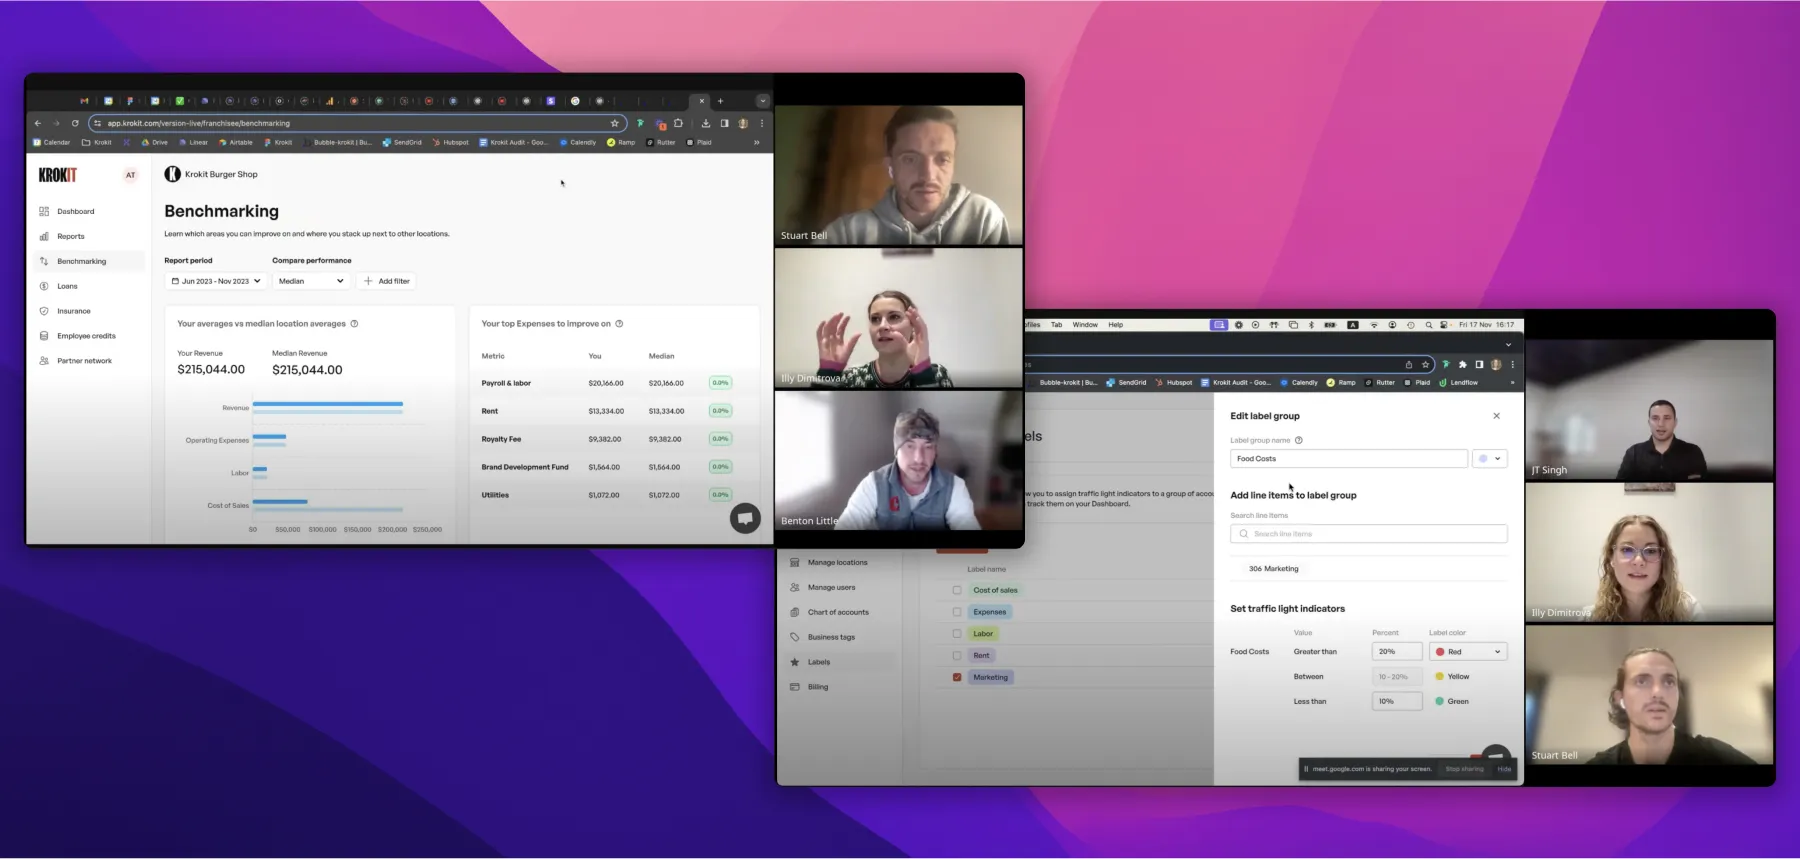 app.krokit.com/version-live/franchisee/benchmarking
Calendar Krokit Drive Linear Airtable Krokit Bubble-krokit | Bu... SendGrid Hubspot Krokit Audit - Goo... Calendly Ramp Rutter Plaid
KROKIT AT
Dashboard
Reports
Benchmarking
Loans
Insurance
Employee credits
Partner network
Krokit Burger Shop
Benchmarking
Learn which areas you can improve on and where you stack up next to other locations.
Report period Compare performance
Jun 2023 - Nov 2023 Median Add filter
Your averages vs median location averages
Your Revenue Median Revenue
$215,044.00 $215,044.00
Revenue
Operating Expenses
Labor
Cost of Sales
$0 $50,000 $100,000 $150,000 $200,000 $250,000
Your top Expenses to improve on
Metric You Median
Payroll & labor $20,166.00 $20,166.00 0.0%
Rent $13,334.00 $13,334.00 0.0%
Royalty Fee $9,382.00 $9,382.00 0.0%
Brand Development Fund $1,564.00 $1,564.00 0.0%
Utilities $1,072.00 $1,072.00 0.0%
Stuart Bell
Illy Dimitrova
Benton Little
ofiles Tab Window Help A Fri 17 Nov 16:17
Bubble-krokit | Bu... SendGrid Hubspot Krokit Audit - Goo... Calendly Ramp Rutter Plaid Lendflow
els
w you to assign traffic light indicators to a group of accou
track them on your Dashboard.
Manage locations
Manage users
Chart of accounts
Business tags
Labels
Billing
Label name
Cost of sales
Expenses
Labor
Rent
Marketing
Edit label group
Label group name
Food Costs
Add line items to label group
Search line items
Search line items
306 Marketing
Set traffic light indicators
Value Percent Label color
Food Costs Greater than 20% Red
Between 10 - 20% Yellow
Less than 10% Green
meet.google.com is sharing your screen. Stop sharing Hide
JT Singh
Illy Dimitrova
Stuart Bell